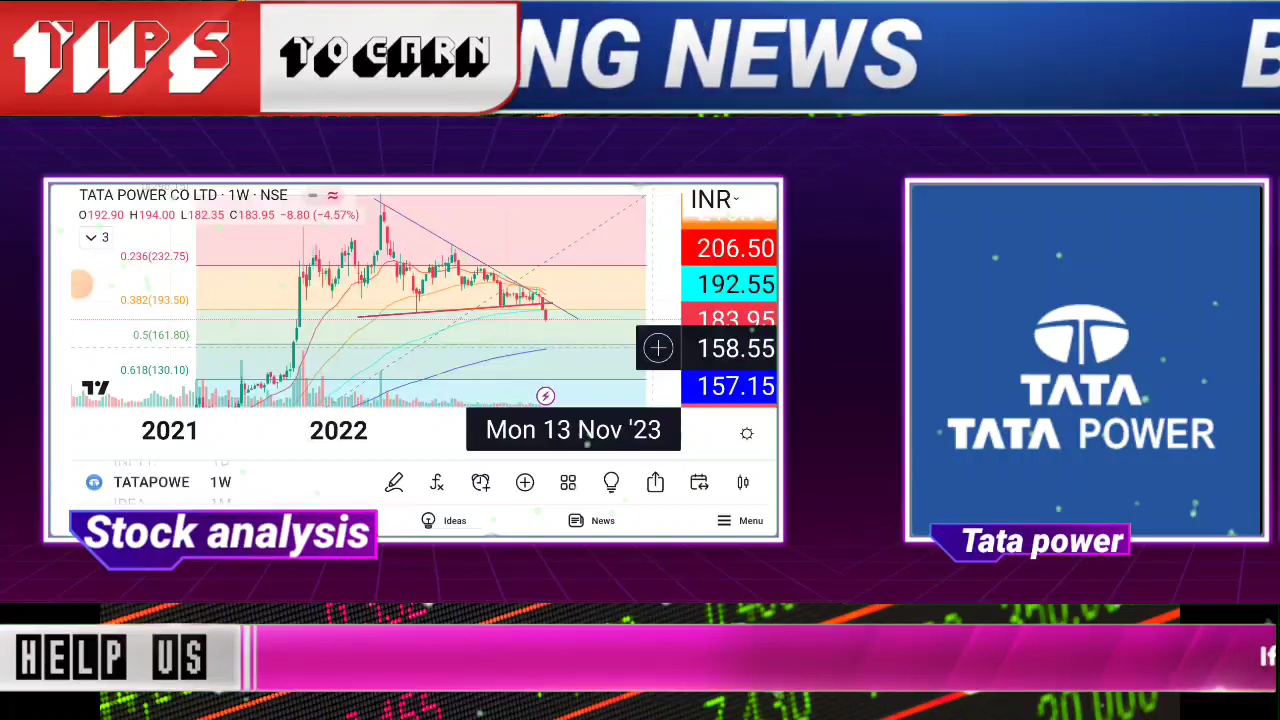 TIPS
TO EARN
NG NEWS
B
TATA POWER CO LTD · 1W · NSE
O192.90 H194.00 L182.35 C183.95 −8.80 (−4.57%)
3
0.236(232.75)
0.382(193.50)
0.5(161.80)
0.618(130.10)
INR
206.50
192.55
183.95
158.55
157.15
2021
2022
Mon 13 Nov '23
TATAPOWE 1W
Ideas
News
Menu
Stock analysis
TATA
TATA POWER
Tata power
HELP US
If